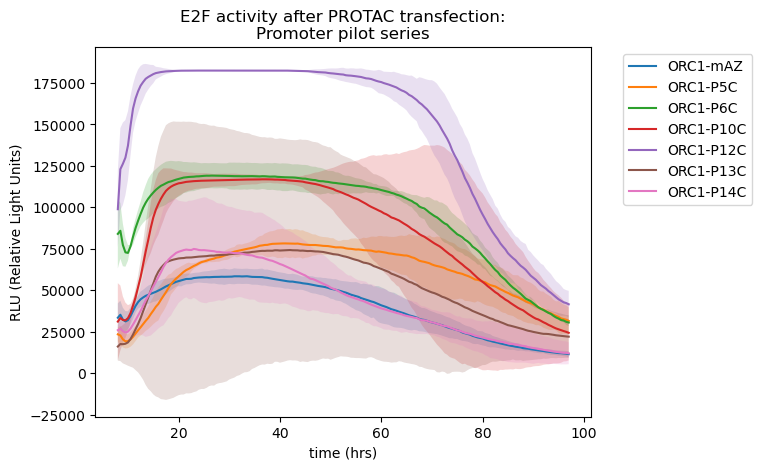 E2F activity after PROTAC transfection:
Promoter pilot series
RLU (Relative Light Units)
175000
150000
125000
100000
75000
50000
25000
0
−25000
20
40
60
80
100
time (hrs)
ORC1-mAZ
ORC1-P5C
ORC1-P6C
ORC1-P10C
ORC1-P12C
ORC1-P13C
ORC1-P14C